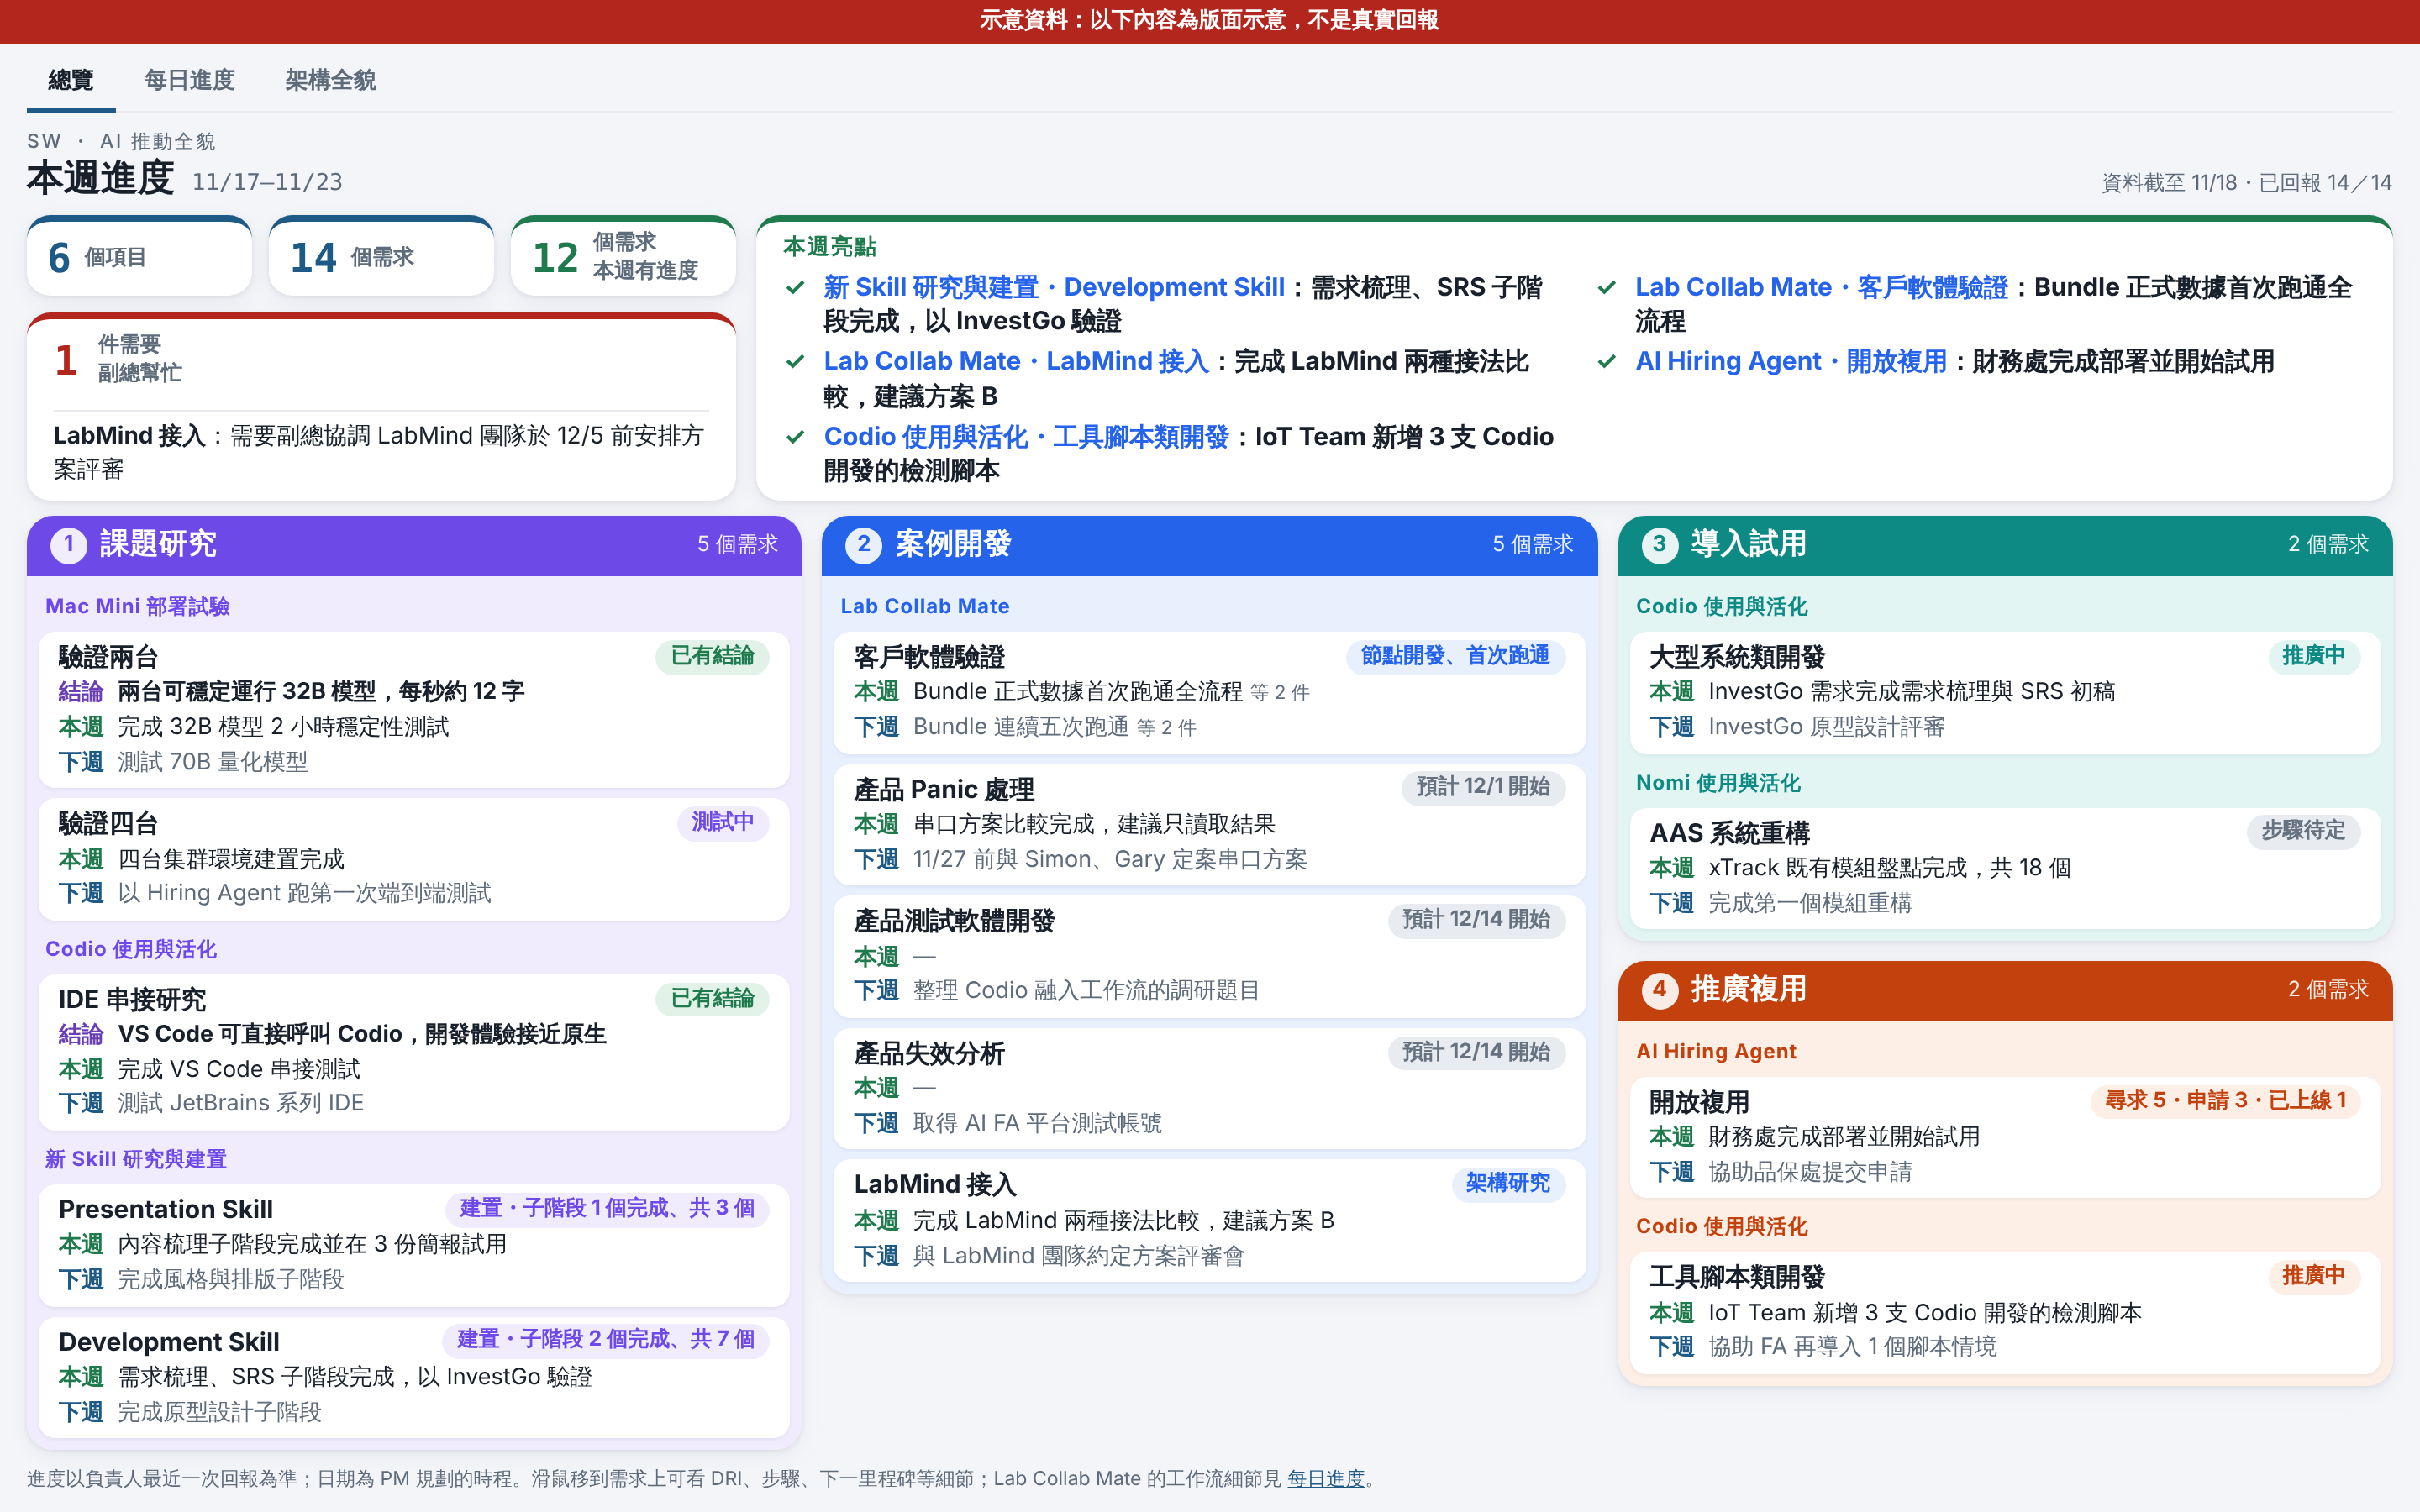 示意資料：以下內容為版面示意，不是真實回報
總覽
每日進度
架構全貌
SW · AI 推動全貌
本週進度 11/17–11/23
資料截至 11/18 · 已回報 14／14
6 個項目
14 個需求
12 個需求
本週有進度
1 件需要
副總幫忙
LabMind 接入：需要副總協調 LabMind 團隊於 12/5 前安排方
案評審
本週亮點
新 Skill 研究與建置 · Development Skill：需求梳理、SRS 子階
段完成，以 InvestGo 驗證
Lab Collab Mate · LabMind 接入：完成 LabMind 兩種接法比
較，建議方案 B
Codio 使用與活化 · 工具腳本類開發：IoT Team 新增 3 支 Codio
開發的檢測腳本
Lab Collab Mate · 客戶軟體驗證：Bundle 正式數據首次跑通全
流程
AI Hiring Agent · 開放複用：財務處完成部署並開始試用
1 課題研究 5 個需求
Mac Mini 部署試驗
驗證兩台 已有結論
結論 兩台可穩定運行 32B 模型，每秒約 12 字
本週 完成 32B 模型 2 小時穩定性測試
下週 測試 70B 量化模型
驗證四台 測試中
本週 四台集群環境建置完成
下週 以 Hiring Agent 跑第一次端到端測試
Codio 使用與活化
IDE 串接研究 已有結論
結論 VS Code 可直接呼叫 Codio，開發體驗接近原生
本週 完成 VS Code 串接測試
下週 測試 JetBrains 系列 IDE
新 Skill 研究與建置
Presentation Skill 建置 · 子階段 1 個完成、共 3 個
本週 內容梳理子階段完成並在 3 份簡報試用
下週 完成風格與排版子階段
Development Skill 建置 · 子階段 2 個完成、共 7 個
本週 需求梳理、SRS 子階段完成，以 InvestGo 驗證
下週 完成原型設計子階段
2 案例開發 5 個需求
Lab Collab Mate
客戶軟體驗證 節點開發、首次跑通
本週 Bundle 正式數據首次跑通全流程 等 2 件
下週 Bundle 連續五次跑通 等 2 件
產品 Panic 處理 預計 12/1 開始
本週 串口方案比較完成，建議只讀取結果
下週 11/27 前與 Simon、Gary 定案串口方案
產品測試軟體開發 預計 12/14 開始
本週 —
下週 整理 Codio 融入工作流的調研題目
產品失效分析 預計 12/14 開始
本週 —
下週 取得 AI FA 平台測試帳號
LabMind 接入 架構研究
本週 完成 LabMind 兩種接法比較，建議方案 B
下週 與 LabMind 團隊約定方案評審會
3 導入試用 2 個需求
Codio 使用與活化
大型系統類開發 推廣中
本週 InvestGo 需求完成需求梳理與 SRS 初稿
下週 InvestGo 原型設計評審
Nomi 使用與活化
AAS 系統重構 步驟待定
本週 xTrack 既有模組盤點完成，共 18 個
下週 完成第一個模組重構
4 推廣複用 2 個需求
AI Hiring Agent
開放複用 尋求 5 · 申請 3 · 已上線 1
本週 財務處完成部署並開始試用
下週 協助品保處提交申請
Codio 使用與活化
工具腳本類開發 推廣中
本週 IoT Team 新增 3 支 Codio 開發的檢測腳本
下週 協助 FA 再導入 1 個腳本情境
進度以負責人最近一次回報為準；日期為 PM 規劃的時程。滑鼠移到需求上可看 DRI、步驟、下一里程碑等細節；Lab Collab Mate 的工作流細節見 每日進度。